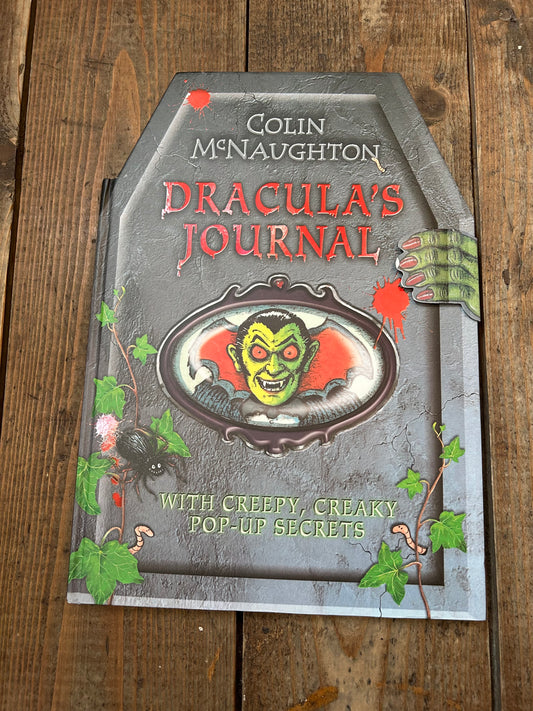 COLIN
McNAUGHTON
DRACULA'S
JOURNAL
WITH CREEPY, CREAKY
POP-UP SECRETS